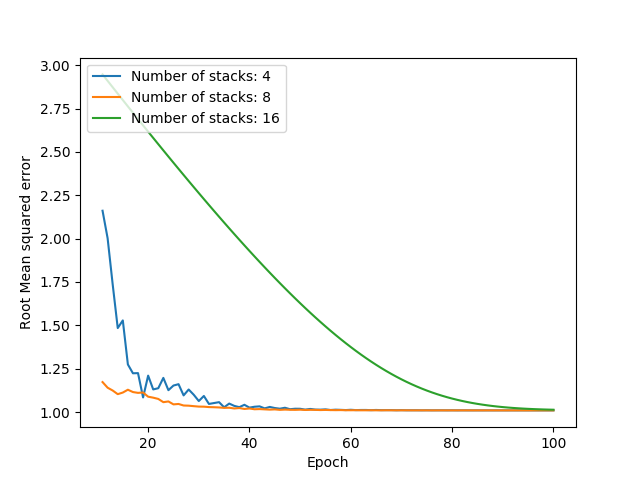 3.00
2.75
2.50
2.25
2.00
1.75
1.50
1.25
1.00
Root Mean squared error
Number of stacks: 4
Number of stacks: 8
Number of stacks: 16
20
40
60
80
100
Epoch